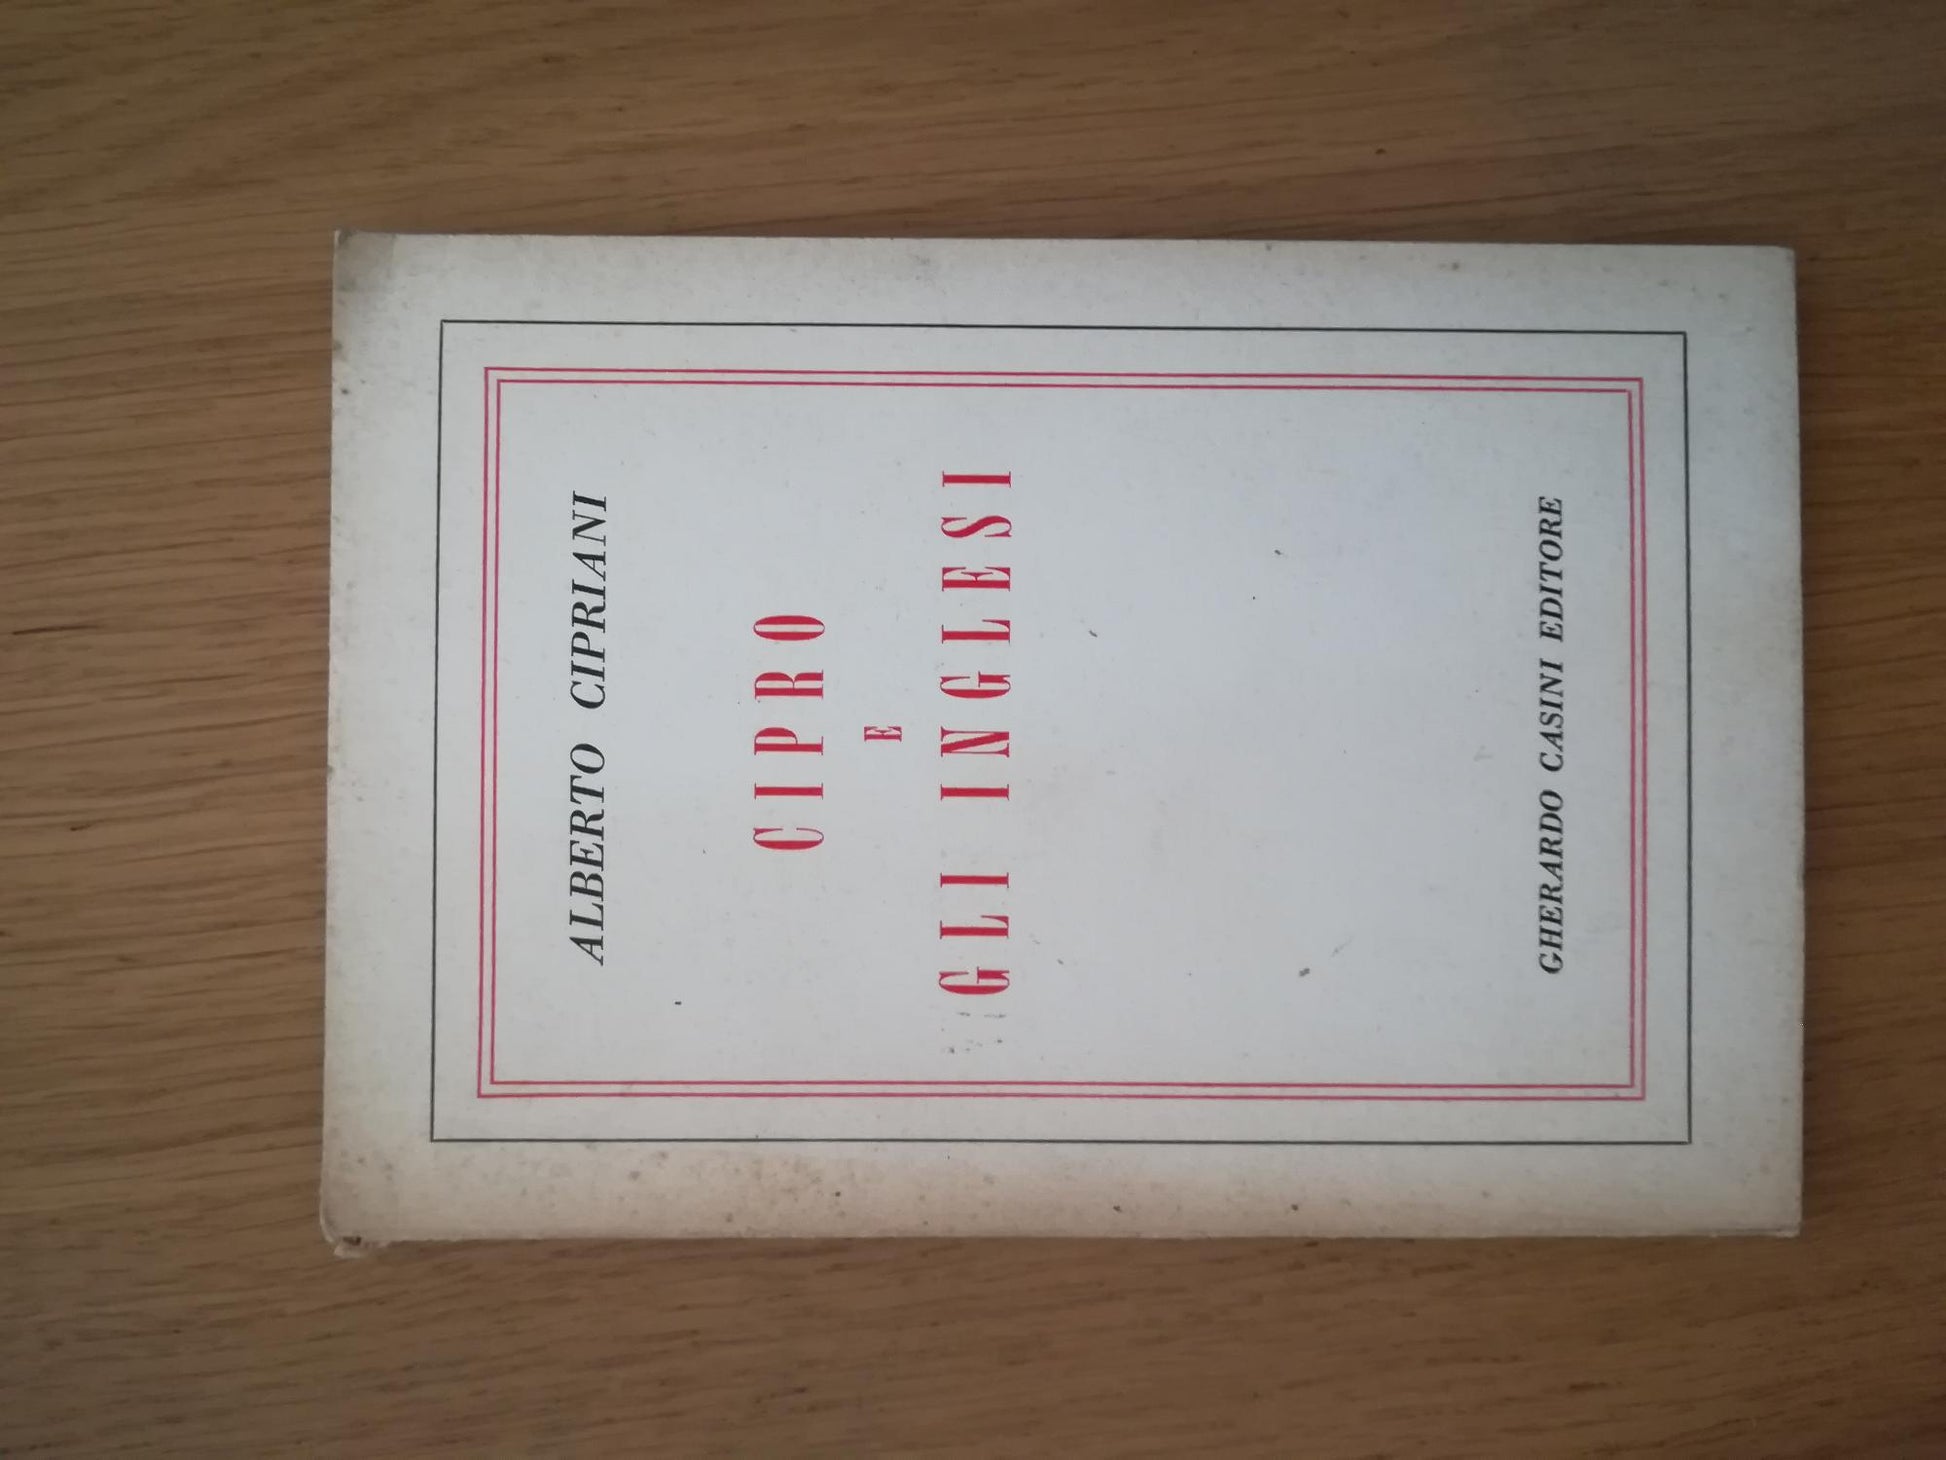 ALBERTO CIPRIANI
CIPRO
E
GLI INGLESI
GHERARDO CASINI EDITORE